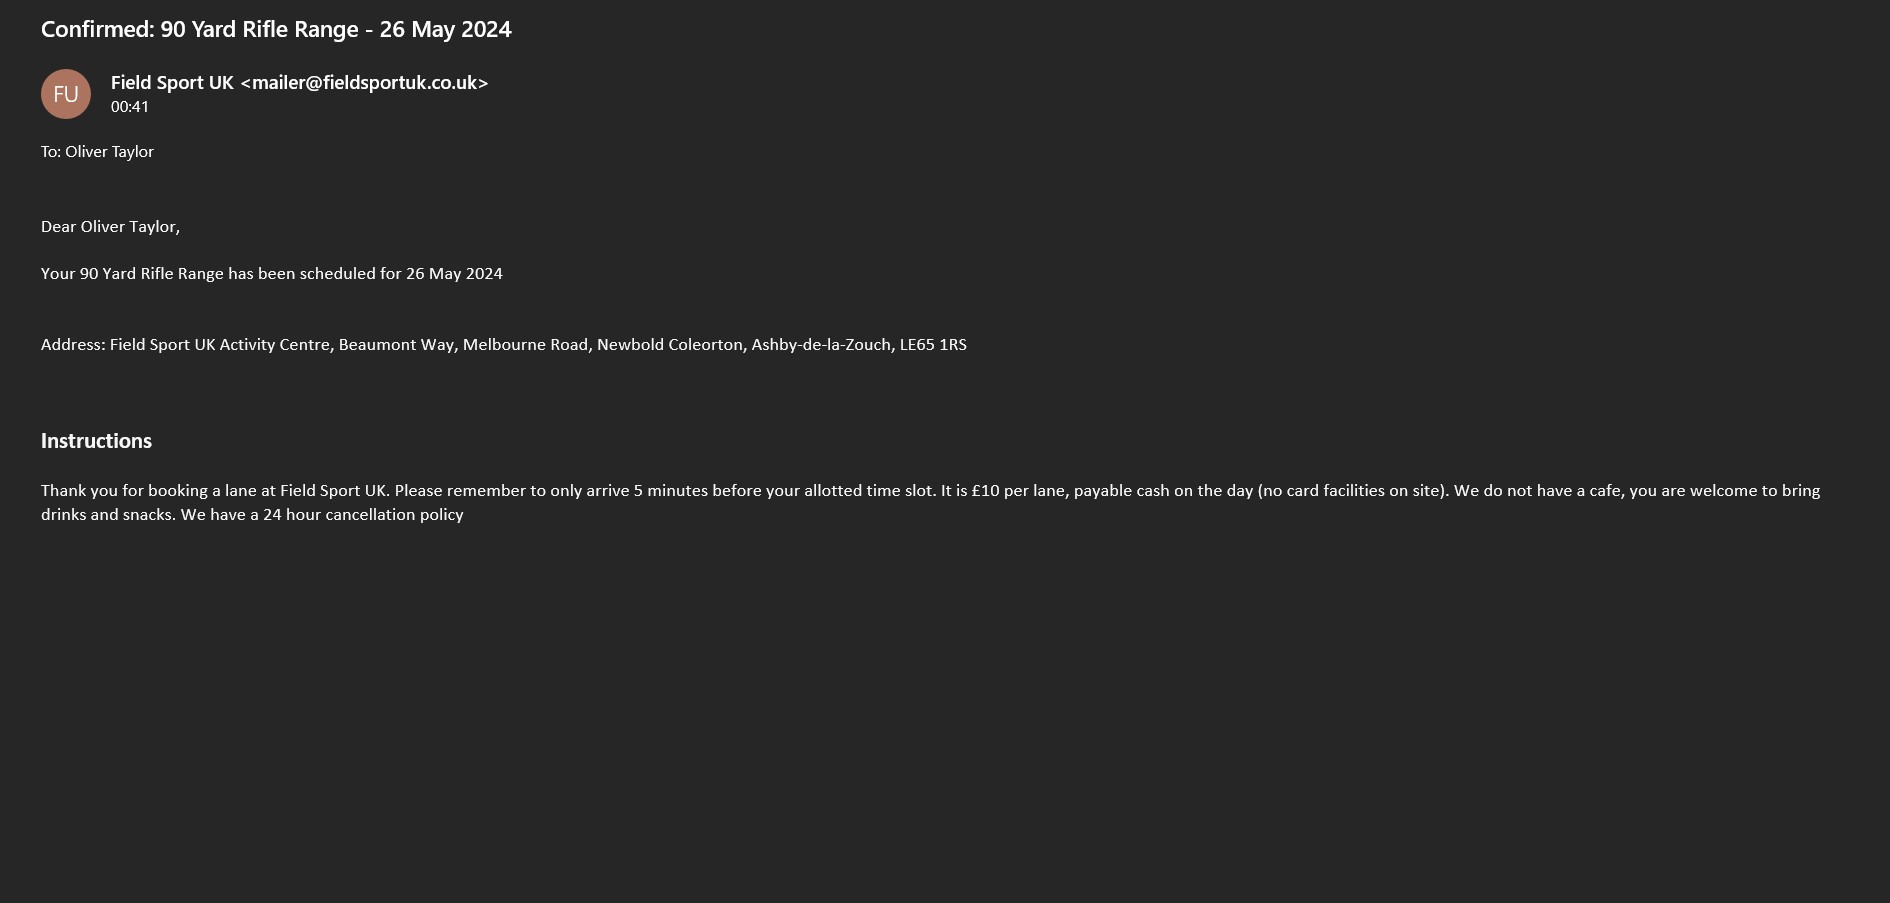 Confirmed: 90 Yard Rifle Range - 26 May 2024
FU
Field Sport UK <mailer@fieldsportuk.co.uk>
00:41
To: Oliver Taylor
Dear Oliver Taylor,
Your 90 Yard Rifle Range has been scheduled for 26 May 2024
Address: Field Sport UK Activity Centre, Beaumont Way, Melbourne Road, Newbold Coleorton, Ashby-de-la-Zouch, LE65 1RS
Instructions
Thank you for booking a lane at Field Sport UK. Please remember to only arrive 5 minutes before your allotted time slot. It is £10 per lane, payable cash on the day (no card facilities on site). We do not have a cafe, you are welcome to bring
drinks and snacks. We have a 24 hour cancellation policy